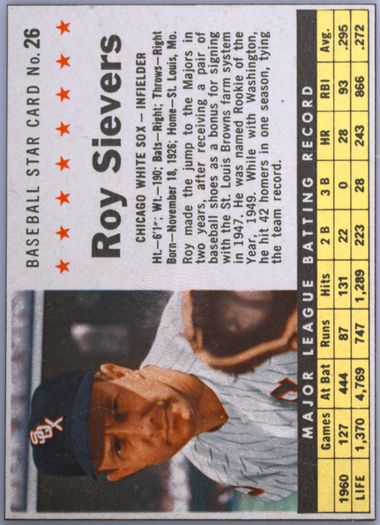 BASEBALL STAR CARD No. 26
Roy Sievers
CHICAGO WHITE SOX — INFIELDER
Ht.—6'1"; Wt.—190; Bats—Right; Throws—Right
Born—November 18, 1926; Home—St. Louis, Mo.
Roy made the jump to the Majors in
two years, after receiving a pair of
baseball shoes as a bonus for signing
with the St. Louis Browns farm system
in 1947. He was named Rookie of the
Year, 1949. While with Washington,
he hit 42 homers in one season, tying
the team record.
SOX
MAJOR LEAGUE BATTING RECORD
Games At Bat Runs Hits 2 B 3 B HR RBI Avg.
1960 127 444 87 131 22 0 28 93 .295
LIFE 1,370 4,769 747 1,289 223 28 243 866 .272